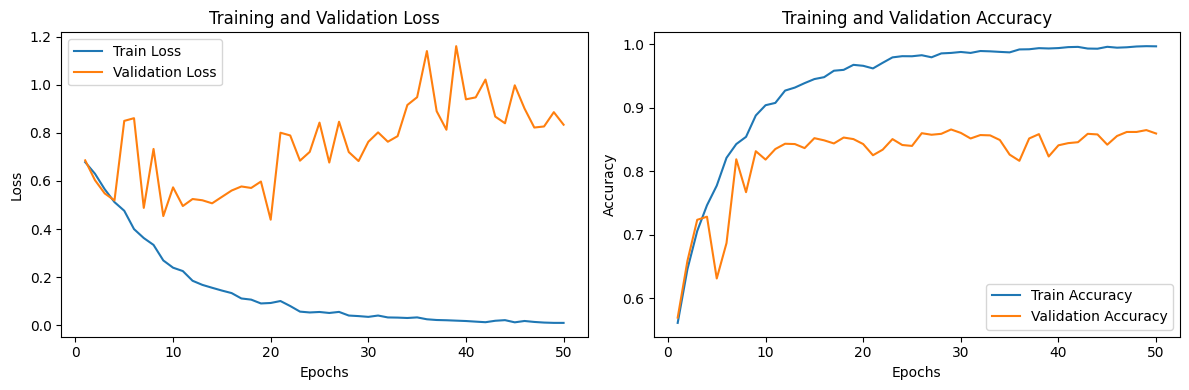 Training and Validation Loss
Train Loss
Validation Loss
Loss
1.2
1.0
0.8
0.6
0.4
0.2
0.0
0 10 20 30 40 50
Epochs
Training and Validation Accuracy
Accuracy
1.0
0.9
0.8
0.7
0.6
Train Accuracy
Validation Accuracy
0 10 20 30 40 50
Epochs